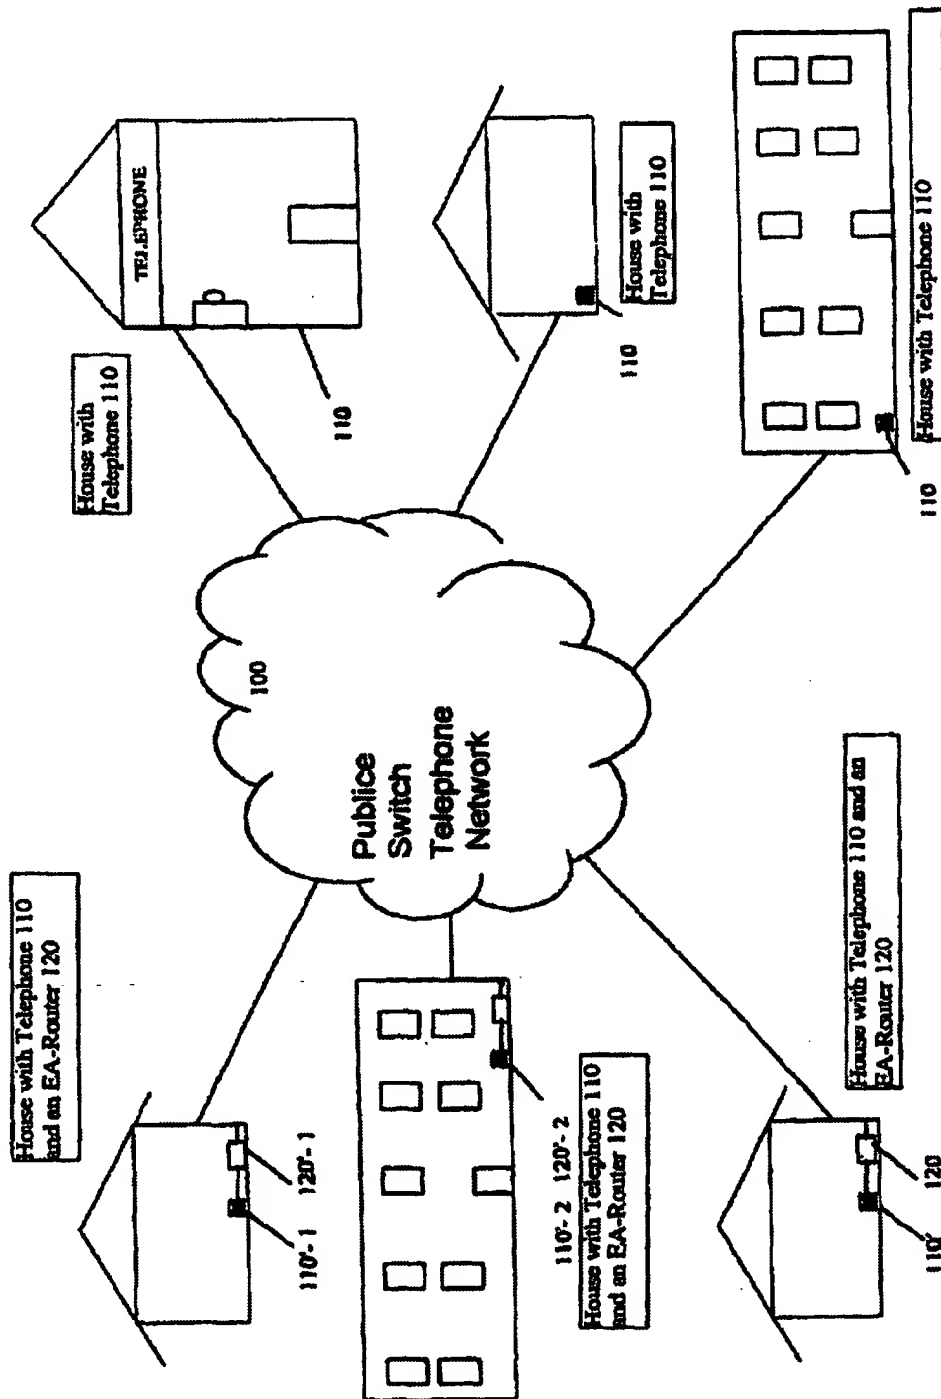 House with Telephone 110
and an EA-Router 120
120'- 1
110'- 1
110'- 2 120'- 2
House with Telephone 110
and an EA-Router 120
House with Telephone 110 and an
EA-Router 120
120
110'
100
Publice
Switch
Telephone
Network
House with
Telephone 110
TELEPHONE
110
House with
Telephone 110
110
House with Telephone 110
110